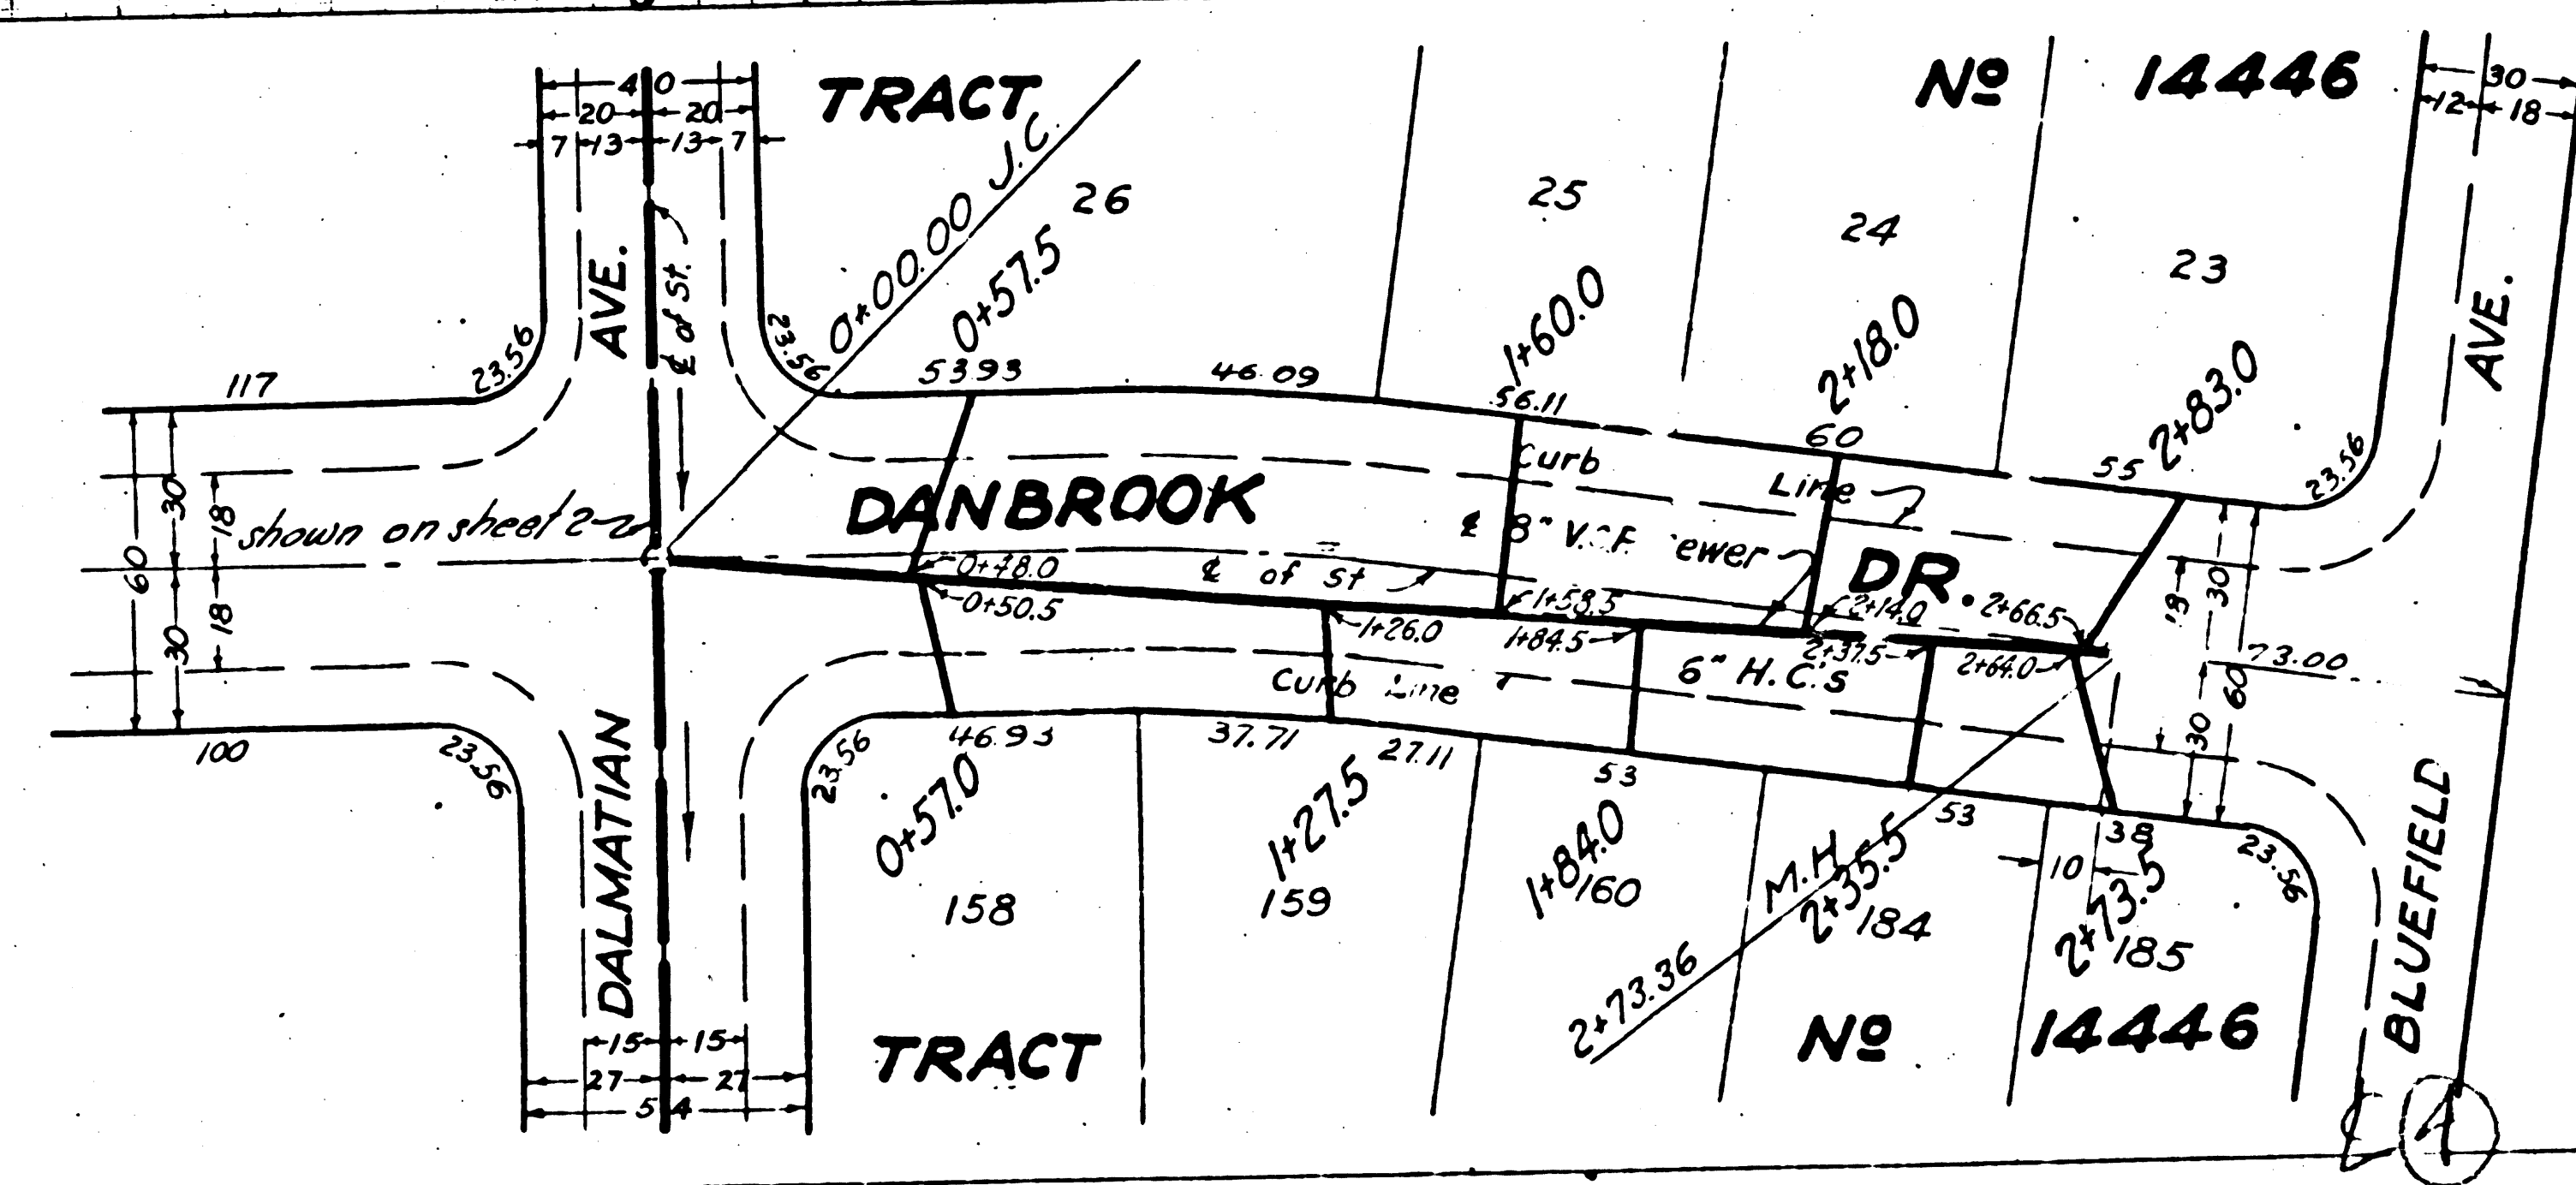 TRACT
No 14446
40
20 20
7 13 13 7
30
12 18
0+00.00 J.C.
26
25
24
23
AVE.
℄ of St.
AVE.
0+57.5
1+60.0
2+18.0
2+83.0
117
23.56
23.56
53.93
46.09
56.11
60
55
23.56
60
30
18
Curb
Line
DANBROOK
DR.
shown on sheet 2
℄ 8" V.
ewer
℄ of St
0+48.0
0+50.5
1+58.5
2+14.0
2+66.5
1+26.0
1+84.5
2+37.5
2+64.0
30
18
6" H.C.'s
Curb Line
18
30
60
30
73.00
100
23.56
23.56
46.93
37.71
27.11
53
53
38
23.56
10
DALMATIAN
0+57.0
1+27.5
1+84.0
M.H
2+35.5
2+73.5
158
159
160
184
185
2+73.36
BLUEFIELD
15 15
27 27
54
TRACT
No 14446